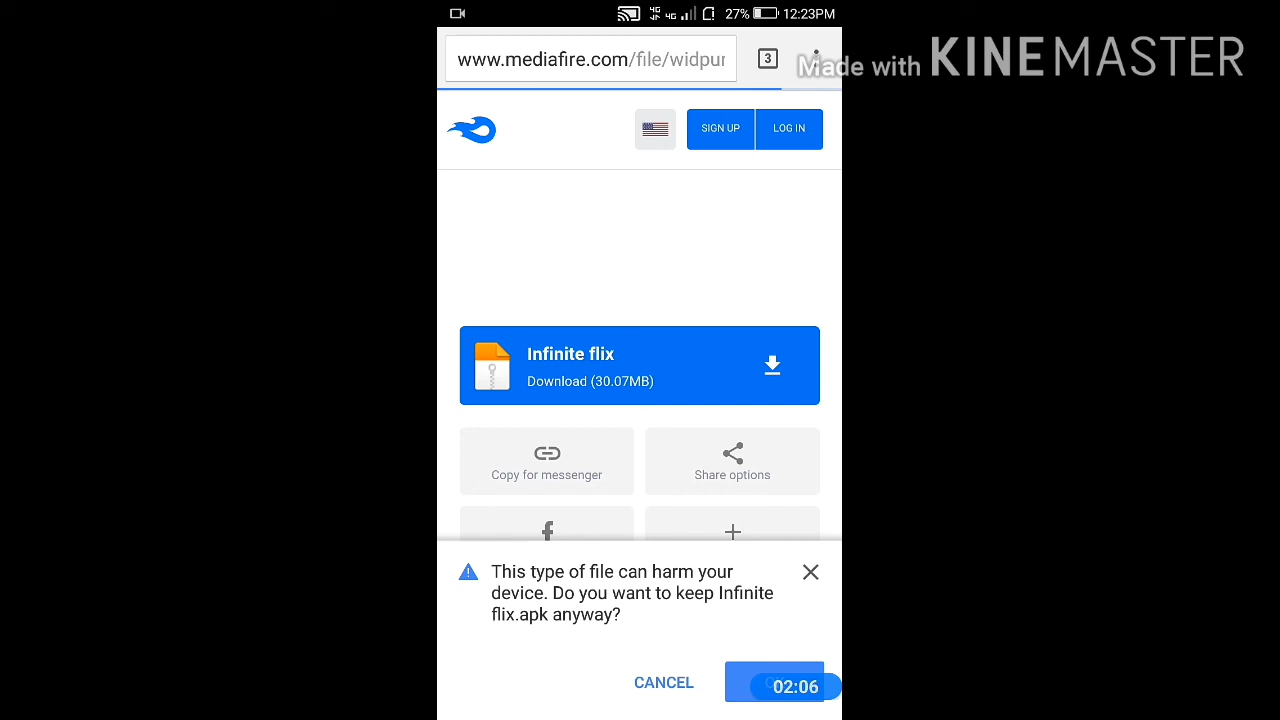 27% 12:23PM
www.mediafire.com/file/widpur
3
Made with KINEMASTER
SIGN UP
LOG IN
Infinite flix
Download (30.07MB)
Copy for messenger
Share options
This type of file can harm your
device. Do you want to keep Infinite
flix.apk anyway?
CANCEL
02:06